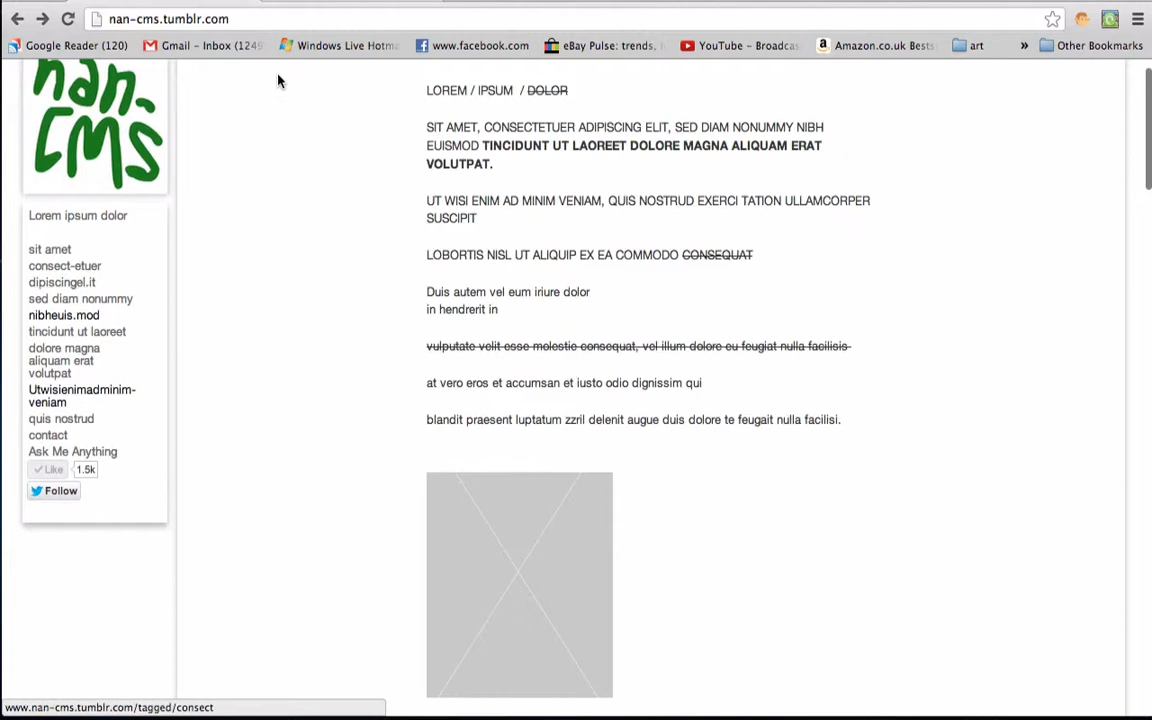 nan-cms.tumblr.com
Google Reader (120) Gmail – Inbox (1249 Windows Live Hotma www.facebook.com eBay Pulse: trends, YouTube – Broadcas Amazon.co.uk Bests art » Other Bookmarks
nan-
CMS
Lorem ipsum dolor
sit amet
consect-etuer
dipiscingel.it
sed diam nonummy
nibheuis.mod
tincidunt ut laoreet
dolore magna
aliquam erat
volutpat
Utwisienimadminim-
veniam
quis nostrud
contact
Ask Me Anything
Like 1.5k
Follow
LOREM / IPSUM / DOLOR
SIT AMET, CONSECTETUER ADIPISCING ELIT, SED DIAM NONUMMY NIBH
EUISMOD TINCIDUNT UT LAOREET DOLORE MAGNA ALIQUAM ERAT
VOLUTPAT.
UT WISI ENIM AD MINIM VENIAM, QUIS NOSTRUD EXERCI TATION ULLAMCORPER
SUSCIPIT
LOBORTIS NISL UT ALIQUIP EX EA COMMODO CONSEQUAT
Duis autem vel eum iriure dolor
in hendrerit in
vulputate velit esse molestie consequat, vel illum dolore eu feugiat nulla facilisis
at vero eros et accumsan et iusto odio dignissim qui
blandit praesent luptatum zzril delenit augue duis dolore te feugait nulla facilisi.
www.nan-cms.tumblr.com/tagged/consect